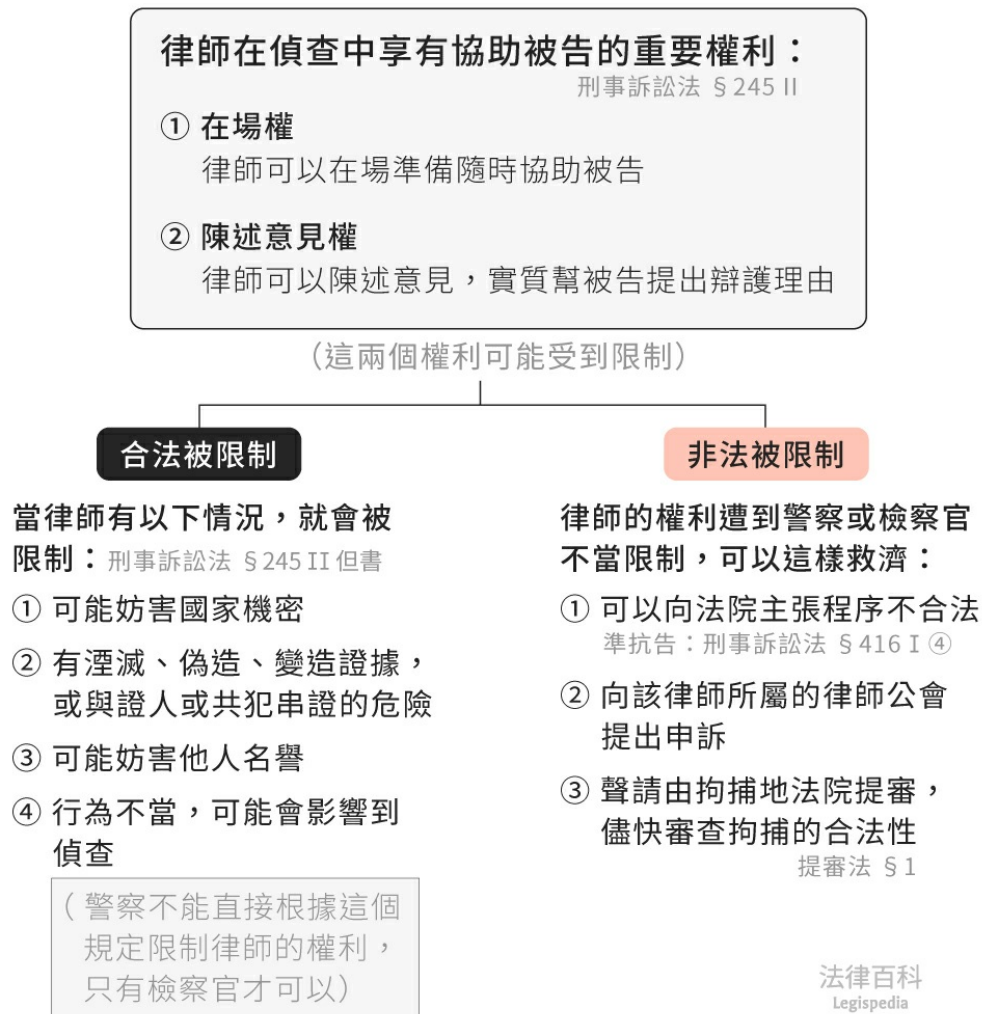 律師在偵查中享有協助被告的重要權利：
刑事訴訟法 §245 II
① 在場權
律師可以在場準備隨時協助被告
② 陳述意見權
律師可以陳述意見，實質幫被告提出辯護理由
（這兩個權利可能受到限制）
合法被限制
當律師有以下情況，就會被
限制：刑事訴訟法 §245 II 但書
① 可能妨害國家機密
② 有湮滅、偽造、變造證據，
或與證人或共犯串證的危險
③ 可能妨害他人名譽
④ 行為不當，可能會影響到
偵查
（警察不能直接根據這個
規定限制律師的權利，
只有檢察官才可以）
非法被限制
律師的權利遭到警察或檢察官
不當限制，可以這樣救濟：
① 可以向法院主張程序不合法
準抗告：刑事訴訟法 §416 I ④
② 向該律師所屬的律師公會
提出申訴
③ 聲請由拘捕地法院提審，
儘快審查拘捕的合法性
提審法 §1
法律百科
Legispedia